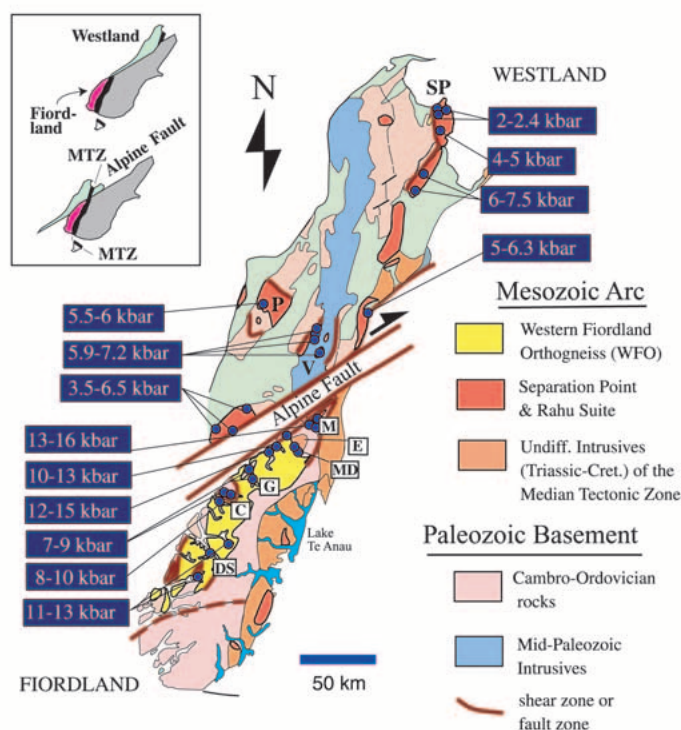 Westland
Fiord-
land
Alpine Fault
MTZ
MTZ
N
WESTLAND
SP
2-2.4 kbar
4-5 kbar
6-7.5 kbar
5-6.3 kbar
5.5-6 kbar
P
5.9-7.2 kbar
V
3.5-6.5 kbar
Alpine Fault
13-16 kbar
M
10-13 kbar
E
MD
12-15 kbar
G
7-9 kbar
C
8-10 kbar
DS
11-13 kbar
Lake
Te Anau
FIORDLAND
50 km
Mesozoic Arc
Western Fiordland
Orthogneiss (WFO)
Separation Point
& Rahu Suite
Undiff. Intrusives
(Triassic-Cret.) of the
Median Tectonic Zone
Paleozoic Basement
Cambro-Ordovician
rocks
Mid-Paleozoic
Intrusives
shear zone or
fault zone